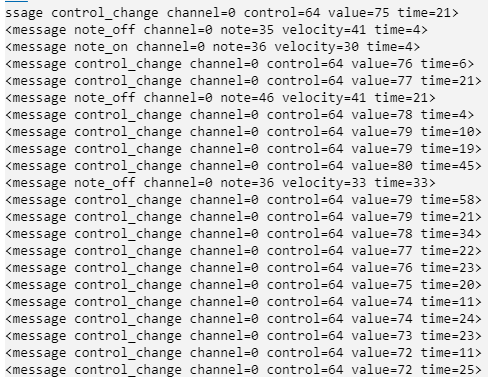 ssage control_change channel=0 control=64 value=75 time=21>
<message note_off channel=0 note=35 velocity=41 time=4>
<message note_on channel=0 note=36 velocity=30 time=4>
<message control_change channel=0 control=64 value=76 time=6>
<message control_change channel=0 control=64 value=77 time=21>
<message note_off channel=0 note=46 velocity=41 time=21>
<message control_change channel=0 control=64 value=78 time=4>
<message control_change channel=0 control=64 value=79 time=10>
<message control_change channel=0 control=64 value=79 time=19>
<message control_change channel=0 control=64 value=80 time=45>
<message note_off channel=0 note=36 velocity=33 time=33>
<message control_change channel=0 control=64 value=79 time=58>
<message control_change channel=0 control=64 value=79 time=21>
<message control_change channel=0 control=64 value=78 time=34>
<message control_change channel=0 control=64 value=77 time=22>
<message control_change channel=0 control=64 value=76 time=23>
<message control_change channel=0 control=64 value=75 time=20>
<message control_change channel=0 control=64 value=74 time=11>
<message control_change channel=0 control=64 value=74 time=24>
<message control_change channel=0 control=64 value=73 time=23>
<message control_change channel=0 control=64 value=72 time=11>
<message control_change channel=0 control=64 value=72 time=25>